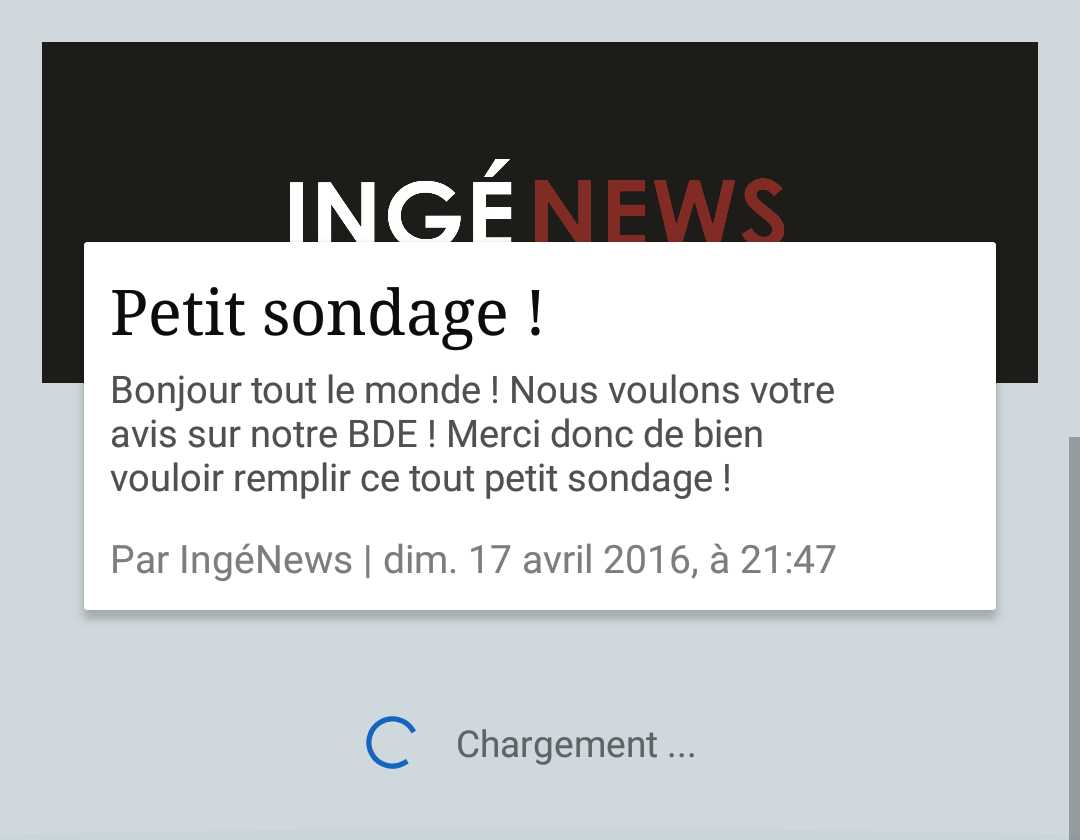 INGÉNEWS
Petit sondage !
Bonjour tout le monde ! Nous voulons votre
avis sur notre BDE ! Merci donc de bien
vouloir remplir ce tout petit sondage !
Par IngéNews | dim. 17 avril 2016, à 21:47
Chargement ...